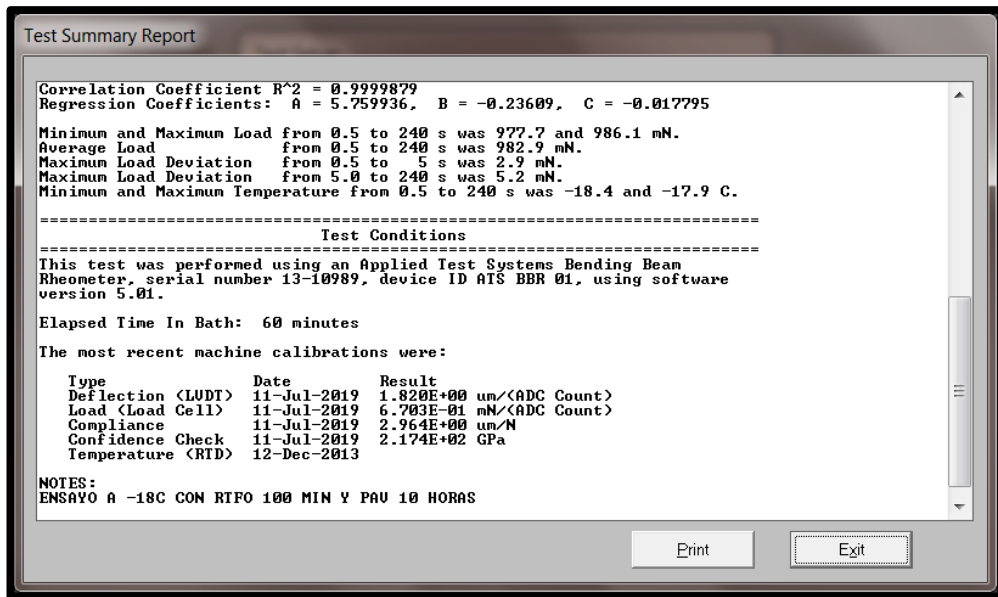 Test Summary Report
Correlation Coefficient R^2 = 0.9999879
Regression Coefficients:  A = 5.759936,  B = -0.23609,  C = -0.017795
Minimum and Maximum Load from 0.5 to 240 s was 977.7 and 986.1 mN.
Average Load             from 0.5 to 240 s was 982.9 mN.
Maximum Load Deviation   from 0.5 to   5 s was 2.9 mN.
Maximum Load Deviation   from 5.0 to 240 s was 5.2 mN.
Minimum and Maximum Temperature from 0.5 to 240 s was -18.4 and -17.9 C.
==========================================================================
Test Conditions
==========================================================================
This test was performed using an Applied Test Systems Bending Beam
Rheometer, serial number 13-10989, device ID ATS BBR 01, using software
version 5.01.
Elapsed Time In Bath:  60 minutes
The most recent machine calibrations were:
Type               Date         Result
Deflection (LVDT)  11-Jul-2019  1.820E+00 um/(ADC Count)
Load (Load Cell)   11-Jul-2019  6.703E-01 mN/(ADC Count)
Compliance         11-Jul-2019  2.964E+00 um/N
Confidence Check   11-Jul-2019  2.174E+02 GPa
Temperature (RTD)  12-Dec-2013
NOTES:
ENSAYO A -18C CON RTFO 100 MIN Y PAV 10 HORAS
Print Exit